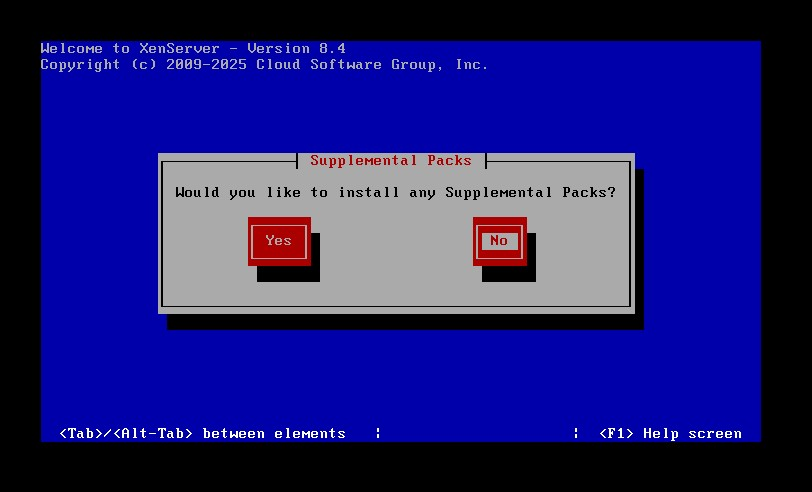 Welcome to XenServer - Version 8.4
Copyright (c) 2009-2025 Cloud Software Group, Inc.
Supplemental Packs
Would you like to install any Supplemental Packs?
Yes No
<Tab>/<Alt-Tab> between elements ¦ ¦ <F1> Help screen